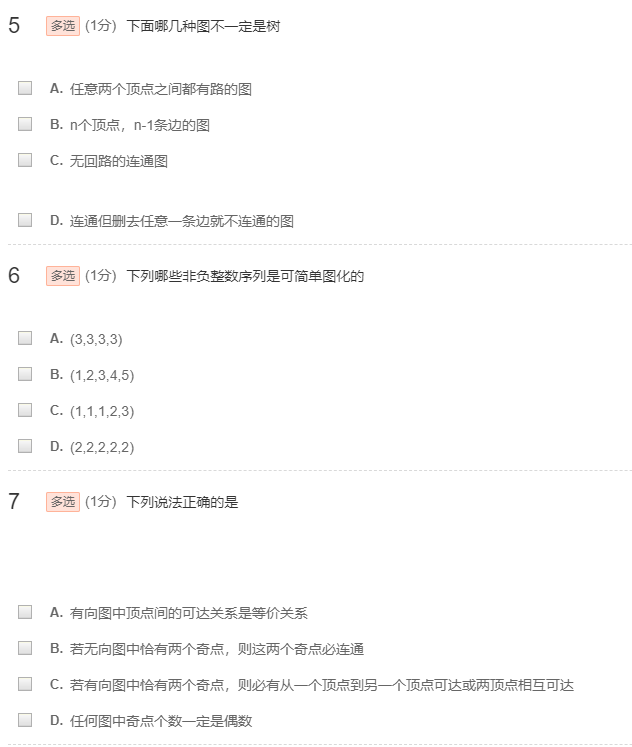 5 多选 (1分) 下面哪几种图不一定是树
A. 任意两个顶点之间都有路的图
B. n个顶点，n-1条边的图
C. 无回路的连通图
D. 连通但删去任意一条边就不连通的图
6 多选 (1分) 下列哪些非负整数序列是可简单图化的
A. (3,3,3,3)
B. (1,2,3,4,5)
C. (1,1,1,2,3)
D. (2,2,2,2,2)
7 多选 (1分) 下列说法正确的是
A. 有向图中顶点间的可达关系是等价关系
B. 若无向图中恰有两个奇点，则这两个奇点必连通
C. 若有向图中恰有两个奇点，则必有从一个顶点到另一个顶点可达或两顶点相互可达
D. 任何图中奇点个数一定是偶数